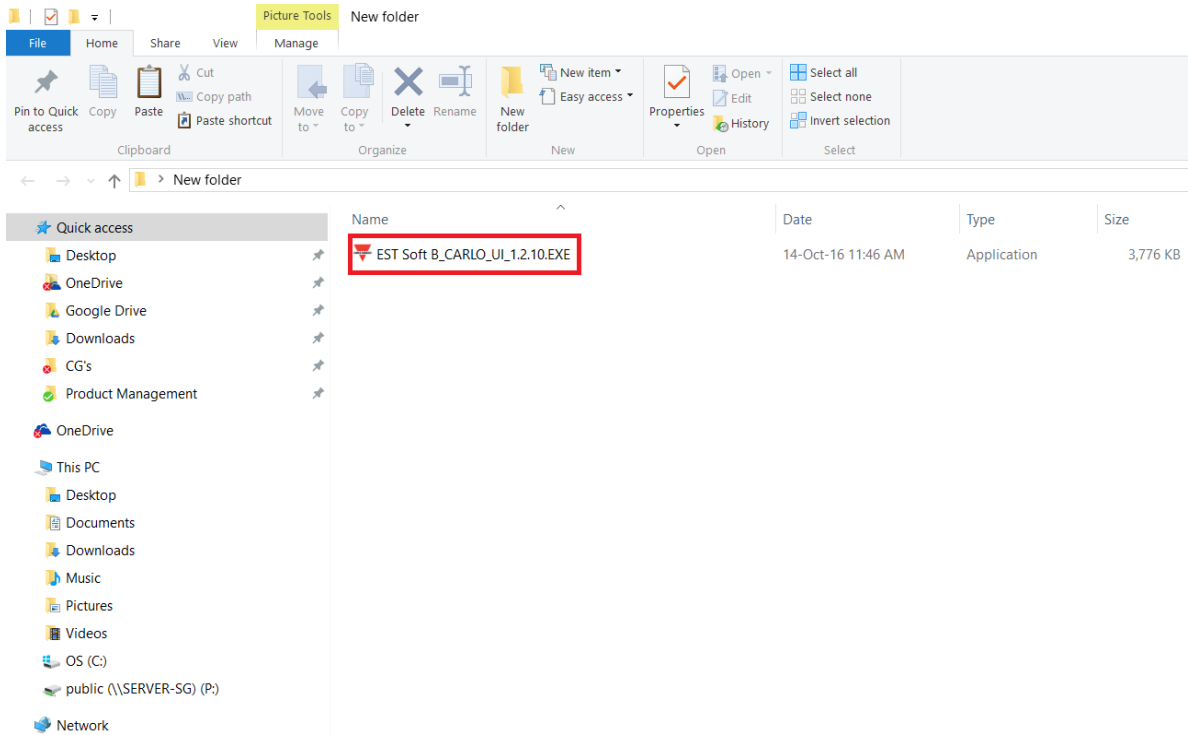 Picture Tools New folder
File Home Share View Manage
Pin to Quick access
Copy
Paste
Cut
Copy path
Paste shortcut
Clipboard
Move to
Copy to
Delete
Rename
Organize
New folder
New item
Easy access
New
Properties
Open
Edit
History
Open
Select all
Select none
Invert selection
Select
New folder
Name Date Type Size
EST Soft B_CARLO_UI_1.2.10.EXE 14-Oct-16 11:46 AM Application 3,776 KB
Quick access
Desktop
OneDrive
Google Drive
Downloads
CG's
Product Management
OneDrive
This PC
Desktop
Documents
Downloads
Music
Pictures
Videos
OS (C:)
public (\\SERVER-SG) (P:)
Network